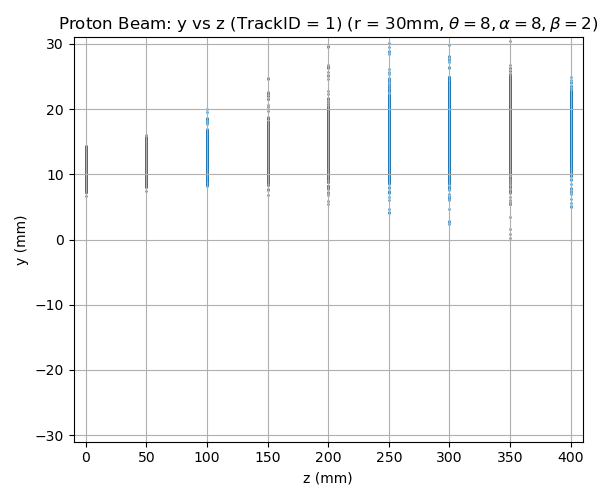 Proton Beam: y vs z (TrackID = 1) (r = 30mm, θ = 8, α = 8, β = 2)
30
20
10
0
−10
−20
−30
y (mm)
0 50 100 150 200 250 300 350 400
z (mm)